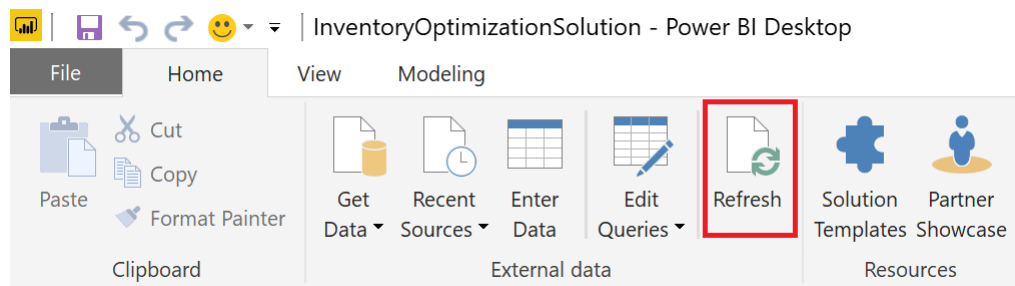 InventoryOptimizationSolution - Power BI Desktop
File Home View Modeling
Paste
Cut
Copy
Format Painter
Get Data
Recent Sources
Enter Data
Edit Queries
Refresh
Solution Templates
Partner Showcase
Clipboard
External data
Resources